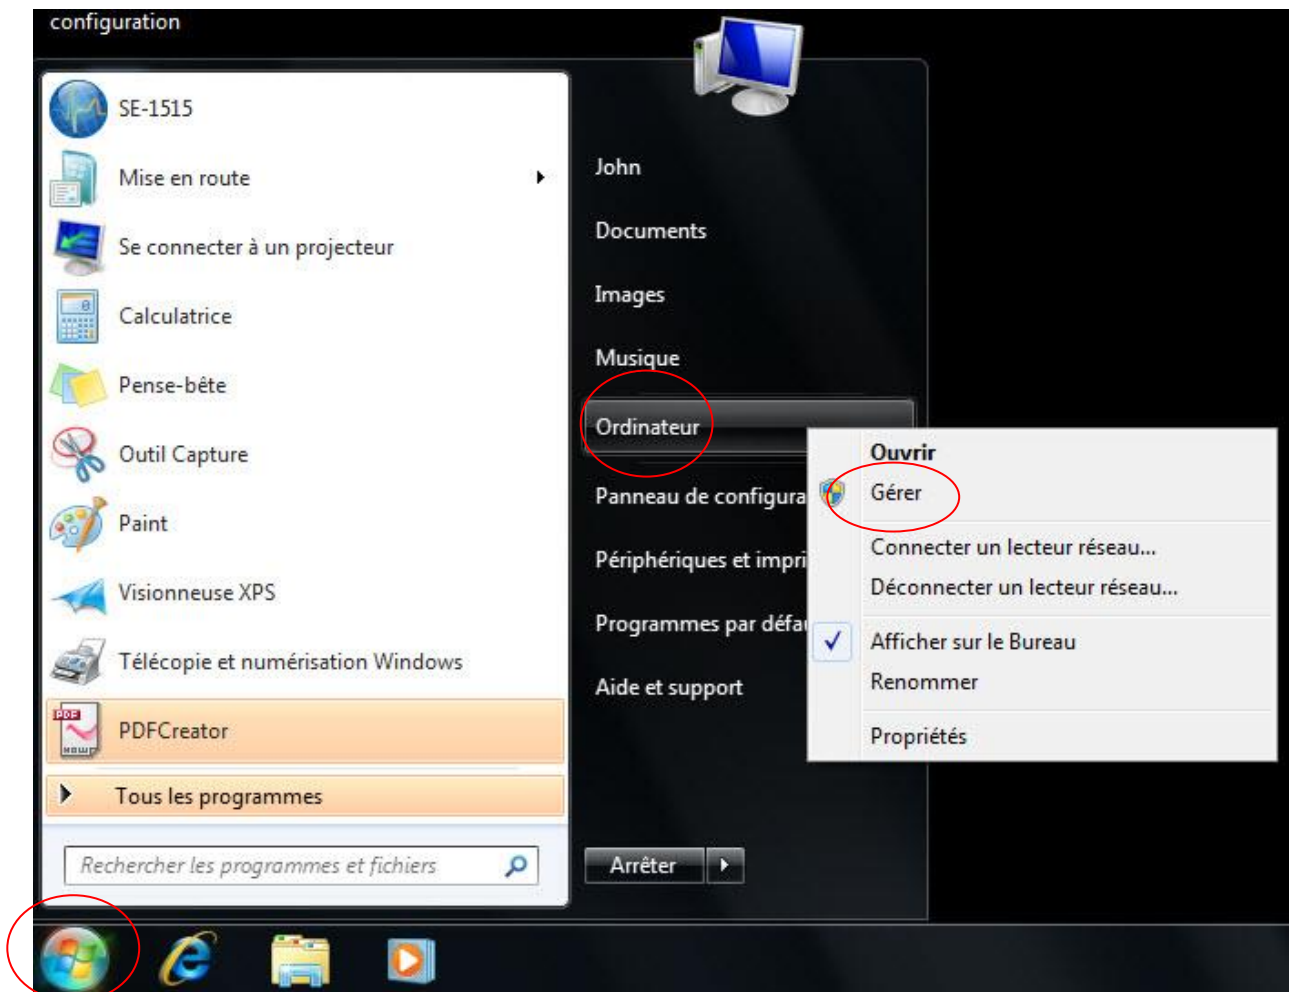 configuration
SE-1515
Mise en route
Se connecter à un projecteur
Calculatrice
Pense-bête
Outil Capture
Paint
Visionneuse XPS
Télécopie et numérisation Windows
PDF
PDFCreator
Tous les programmes
Rechercher les programmes et fichiers
John
Documents
Images
Musique
Ordinateur
Panneau de configura
Périphériques et impri
Programmes par défau
Aide et support
Arrêter
Ouvrir
Gérer
Connecter un lecteur réseau...
Déconnecter un lecteur réseau...
Afficher sur le Bureau
Renommer
Propriétés